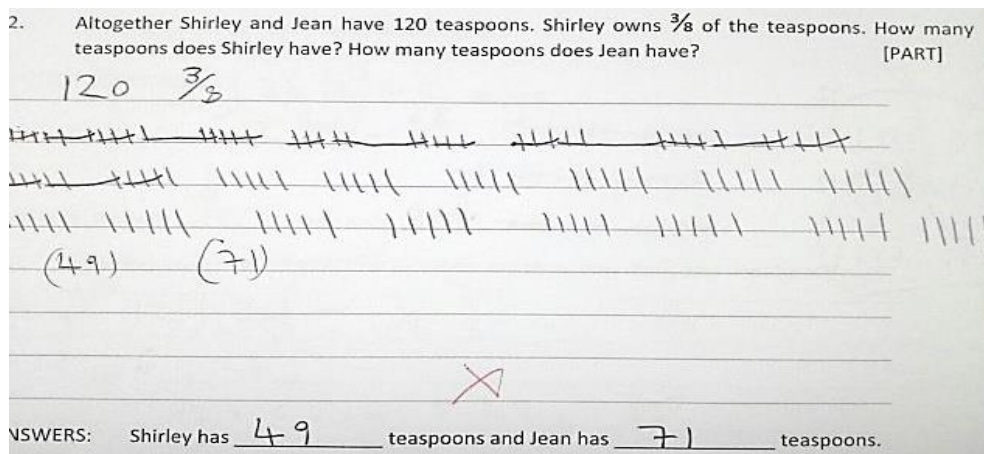 2. Altogether Shirley and Jean have 120 teaspoons. Shirley owns ⅜ of the teaspoons. How many
teaspoons does Shirley have? How many teaspoons does Jean have? [PART]
120 3/8
(49) (71)
NSWERS: Shirley has 49 teaspoons and Jean has 71 teaspoons.